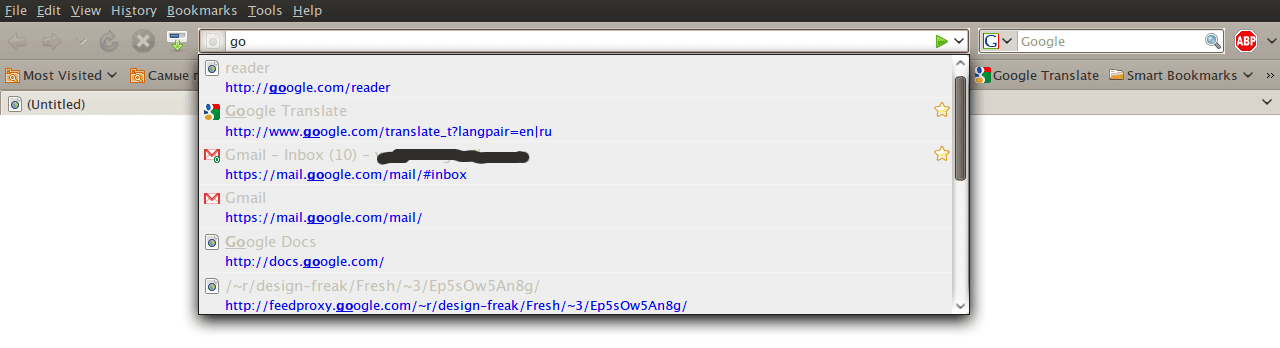 File Edit View History Bookmarks Tools Help
go
Google
ABP
Most Visited
Самые
Google Translate
Smart Bookmarks
(Untitled)
reader
http://google.com/reader
Google Translate
http://www.google.com/translate_t?langpair=en|ru
Gmail - Inbox (10) -
https://mail.google.com/mail/#inbox
Gmail
https://mail.google.com/mail/
Google Docs
http://docs.google.com/
/~r/design-freak/Fresh/~3/Ep5sOw5An8g/
http://feedproxy.google.com/~r/design-freak/Fresh/~3/Ep5sOw5An8g/